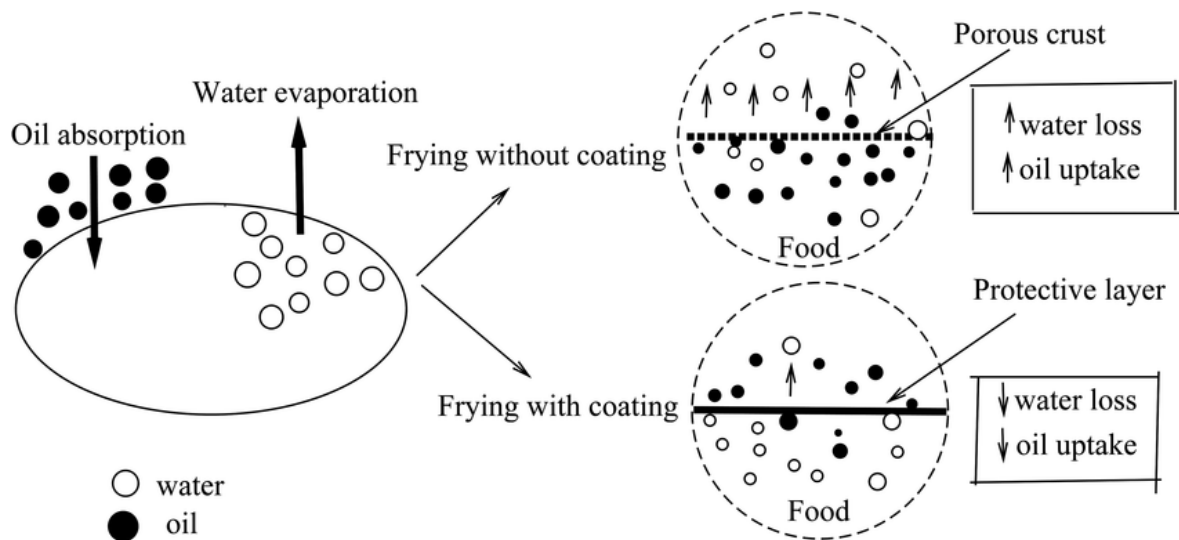 Water evaporation
Oil absorption
Frying without coating
Porous crust
↑ water loss
↑ oil uptake
Food
Frying with coating
Protective layer
↓ water loss
↓ oil uptake
Food
water
oil